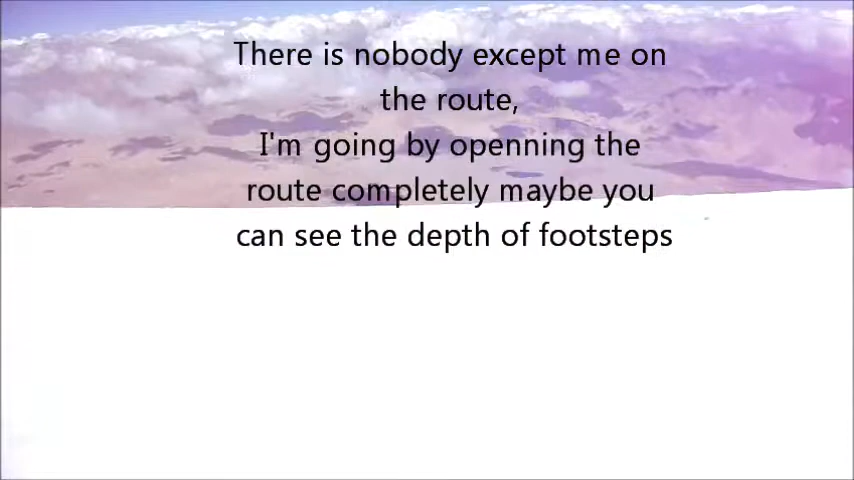 There is nobody except me on
the route,
I'm going by openning the
route completely maybe you
can see the depth of footsteps